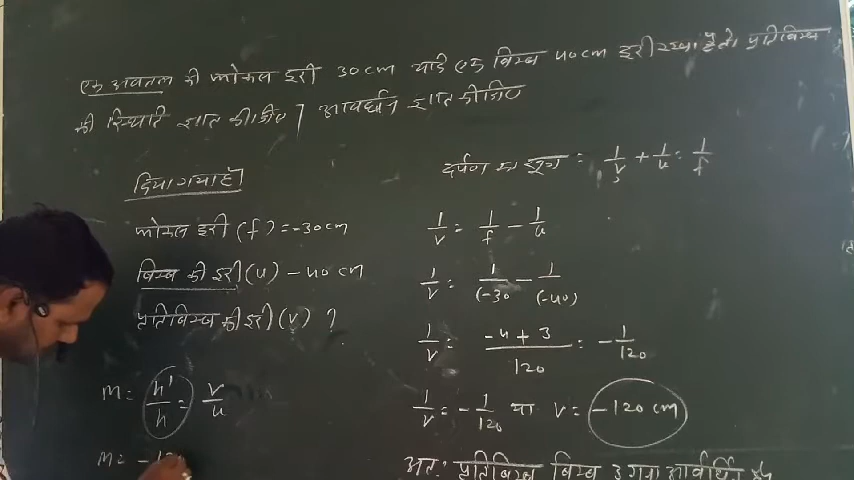 एक अवतल की फोकस दूरी 30cm यदि एक बिम्ब 40cm दूरी रखा है तो प्रतिबिम्ब
की स्थिति ज्ञात कीजिए आवर्धन ज्ञात कीजिए
दिया गया है
फोकस दूरी (f) = -30cm
बिम्ब की दूरी (u) - 40 cm
प्रतिबिम्ब की दूरी (v) ?
m = h'/h = v/u
m = -
दर्पण का सूत्र = 1/v + 1/u = 1/f
1/v = 1/f - 1/u
1/v = 1/(-30 - 1/(-40)
1/v = -4 + 3/120 = -1/120
1/v = -1/120 या v = -120 cm
अत: प्रतिबिम्ब बिम्ब 3 गुना आवर्धित है